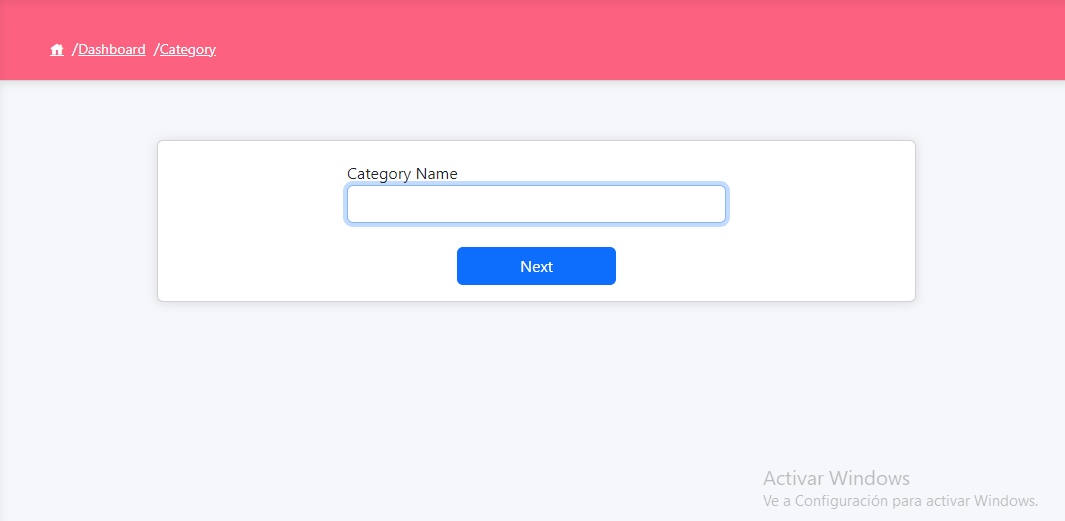 /Dashboard /Category
Category Name
Next
Activar Windows
Ve a Configuración para activar Windows.